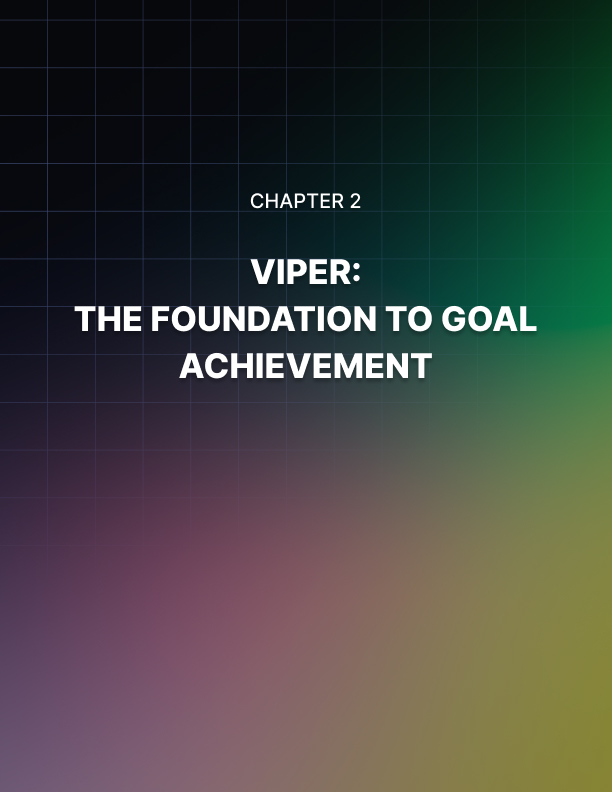 CHAPTER 2
VIPER:
THE FOUNDATION TO GOAL
ACHIEVEMENT